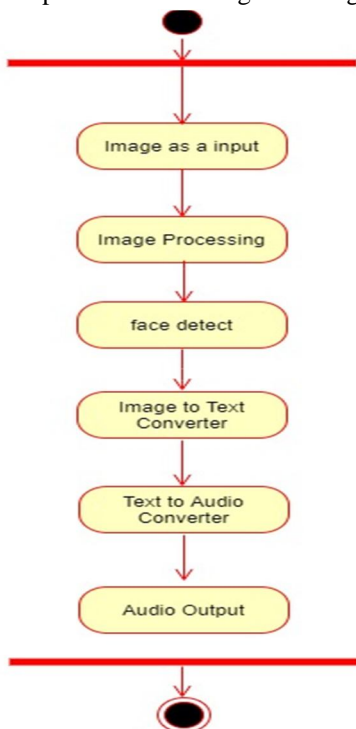 Image as a input
Image Processing
face detect
Image to Text
Converter
Text to Audio
Converter
Audio Output